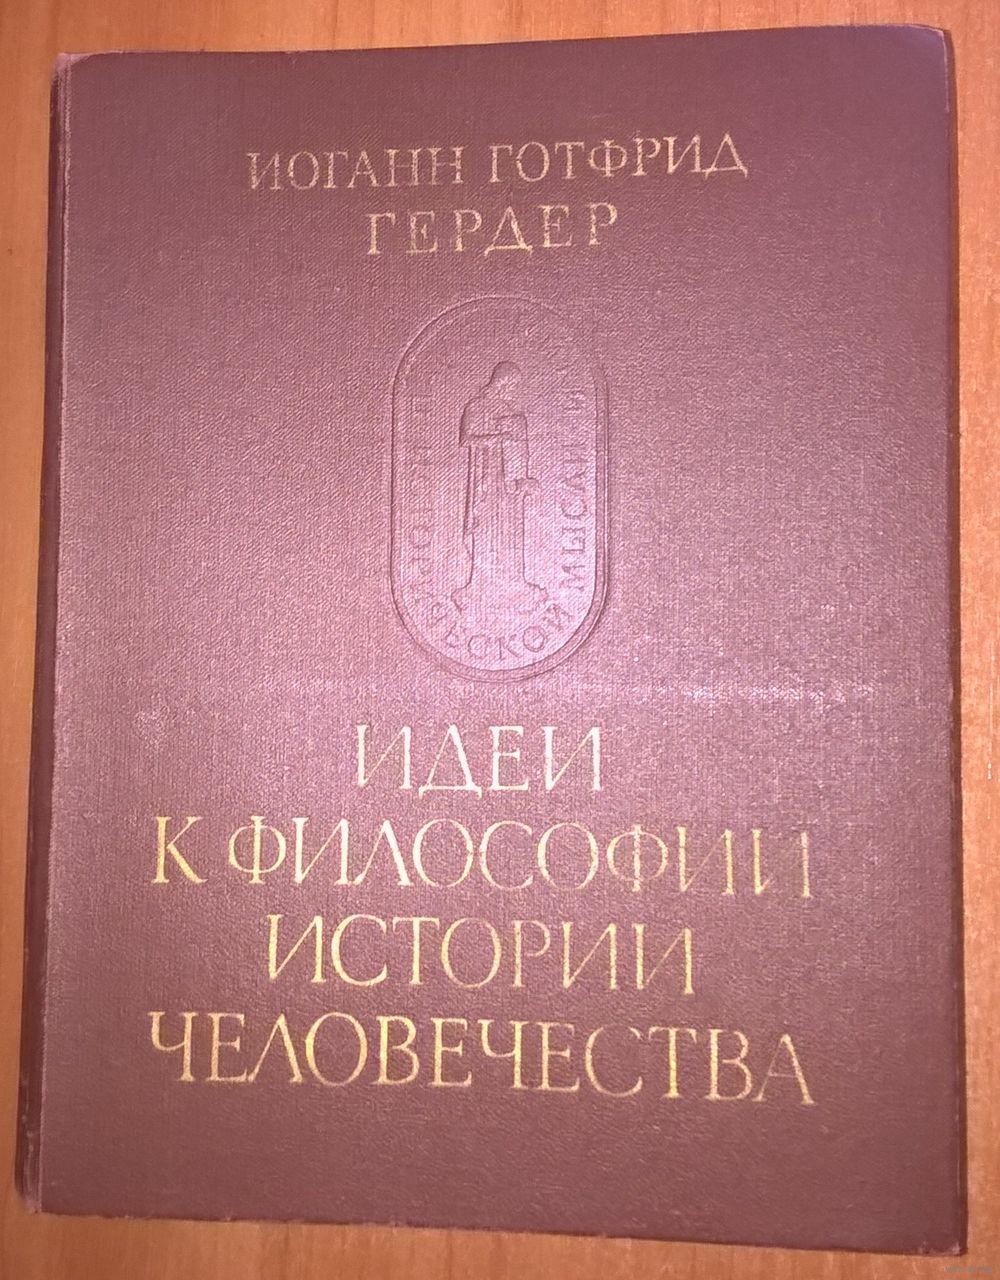 ИОГАНН ГОТФРИД
ГЕРДЕР
ИСТОРИЧЕСКОЙ МЫСЛИ
ИДЕИ
К ФИЛОСОФИИ
ИСТОРИИ
ЧЕЛОВЕЧЕСТВА